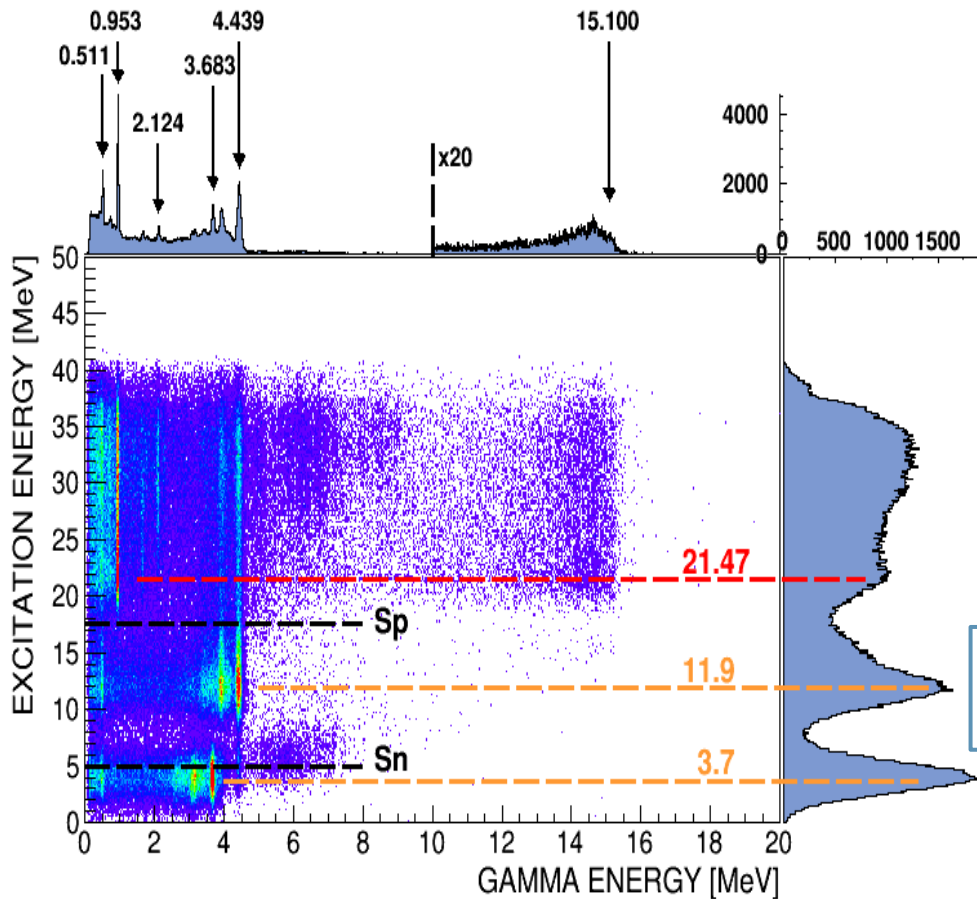 0.953 4.439 15.100
0.511 3.683
2.124
x20
4000
2000
0
0 500 1000 1500
EXCITATION ENERGY [MeV]
50
45
40
35
30
25
20
15
10
5
0
21.47
Sp
11.9
Sn
3.7
0 2 4 6 8 10 12 14 16 18 20
GAMMA ENERGY [MeV]